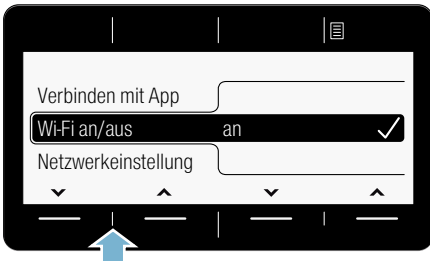 Verbinden mit App
Wi-Fi an/aus an
Netzwerkeinstellung